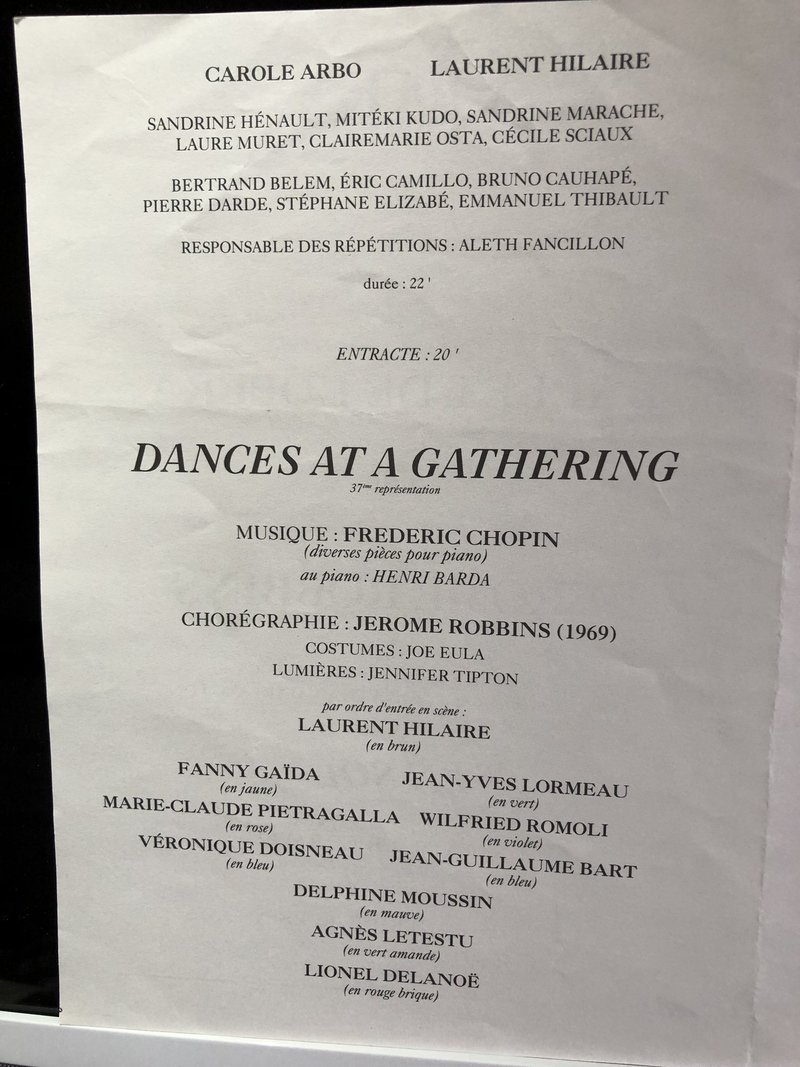 CAROLE ARBO LAURENT HILAIRE
SANDRINE HÉNAULT, MITÉKI KUDO, SANDRINE MARACHE,
LAURE MURET, CLAIREMARIE OSTA, CÉCILE SCIAUX
BERTRAND BELEM, ÉRIC CAMILLO, BRUNO CAUHAPÉ,
PIERRE DARDE, STÉPHANE ELIZABÉ, EMMANUEL THIBAULT
RESPONSABLE DES RÉPÉTITIONS : ALETH FANCILLON
durée : 22 '
ENTRACTE : 20 '
DANCES AT A GATHERING
37ème représentation
MUSIQUE : FREDERIC CHOPIN
(diverses pièces pour piano)
au piano : HENRI BARDA
CHORÉGRAPHIE : JEROME ROBBINS (1969)
COSTUMES : JOE EULA
LUMIÈRES : JENNIFER TIPTON
par ordre d'entrée en scène :
LAURENT HILAIRE
(en brun)
FANNY GAÏDA JEAN-YVES LORMEAU
(en jaune) (en vert)
MARIE-CLAUDE PIETRAGALLA WILFRIED ROMOLI
(en rose) (en violet)
VÉRONIQUE DOISNEAU JEAN-GUILLAUME BART
(en bleu) (en bleu)
DELPHINE MOUSSIN
(en mauve)
AGNÈS LETESTU
(en vert amande)
LIONEL DELANOË
(en rouge brique)